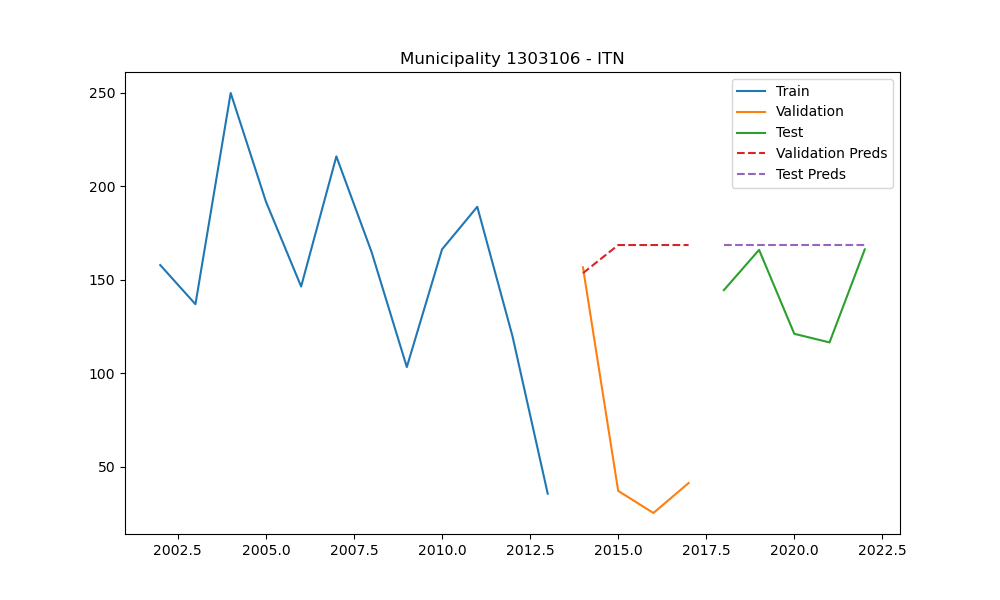 Municipality 1303106 - ITN
Train
Validation
Test
Validation Preds
Test Preds
250
200
150
100
50
2002.5 2005.0 2007.5 2010.0 2012.5 2015.0 2017.5 2020.0 2022.5